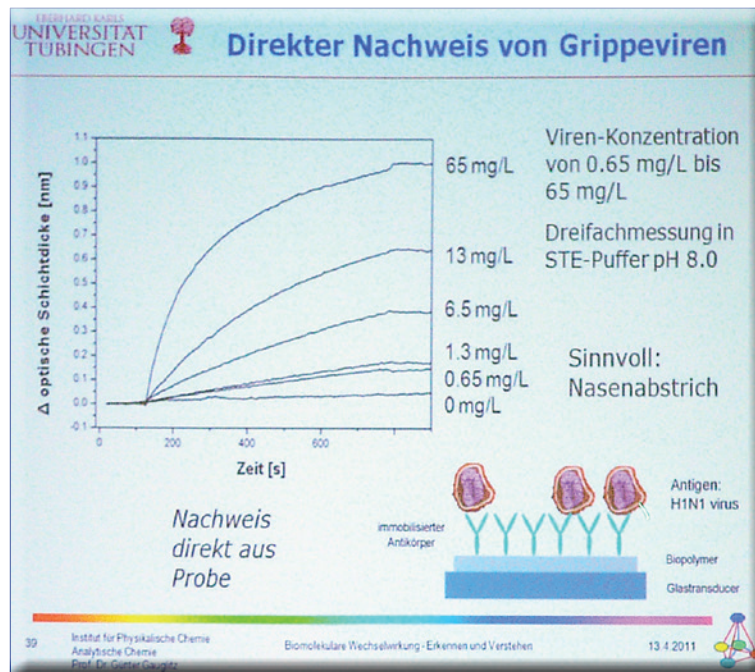 EBERHARD KARLS
UNIVERSITÄT
TÜBINGEN
Direkter Nachweis von Grippeviren
Δ optische Schichtdicke [nm]
1.1
1.0
0.9
0.8
0.7
0.6
0.5
0.4
0.3
0.2
0.1
0.0
-0.1
0
200
400
600
Zeit [s]
65 mg/L
13 mg/L
6.5 mg/L
1.3 mg/L
0.65 mg/L
0 mg/L
Viren-Konzentration
von 0.65 mg/L bis
65 mg/L
Dreifachmessung in
STE-Puffer pH 8.0
Sinnvoll:
Nasenabstrich
Nachweis
direkt aus
Probe
immobilisierter
Antikörper
Antigen:
H1N1 virus
Biopolymer
Glastransducer
39
Institut für Physikalische Chemie
Analytische Chemie
Prof. Dr. Günter Gauglitz
Biomolekulare Wechselwirkung - Erkennen und Verstehen
13.4.2011